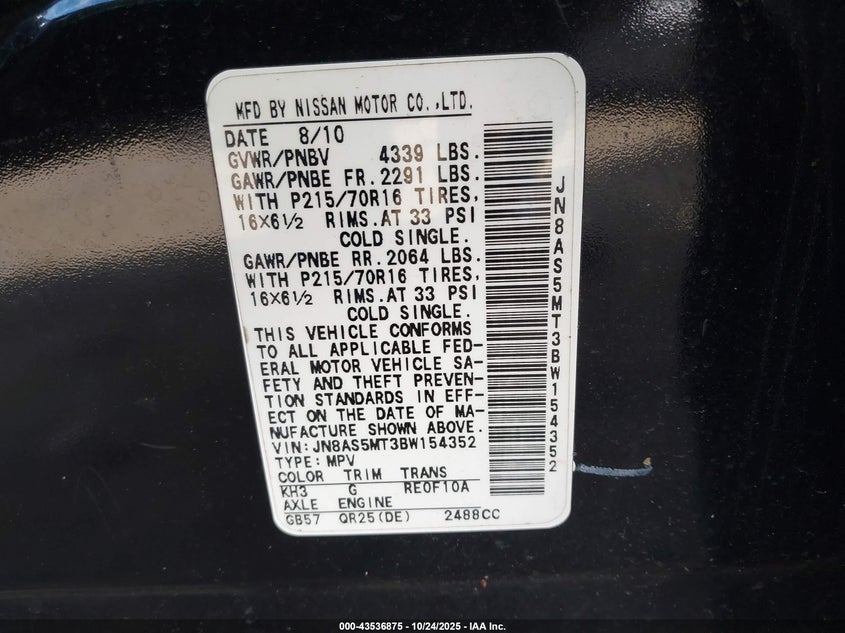 MFD BY NISSAN MOTOR CO.,LTD.
DATE 8/10
GVWR/PNBV 4339 LBS.
GAWR/PNBE FR. 2291 LBS.
WITH P215/70R16 TIRES,
16X6½ RIMS.AT 33 PSI
COLD SINGLE.
GAWR/PNBE RR. 2064 LBS.
WITH P215/70R16 TIRES,
16X6½ RIMS.AT 33 PSI
COLD SINGLE.
THIS VEHICLE CONFORMS
TO ALL APPLICABLE FED-
ERAL MOTOR VEHICLE SA-
FETY AND THEFT PREVEN-
TION STANDARDS IN EFF-
ECT ON THE DATE OF MA-
NUFACTURE SHOWN ABOVE.
VIN:JN8AS5MT3BW154352
TYPE:MPV
COLOR TRIM TRANS
KH3 G RE0F10A
AXLE ENGINE
GB57 QR25(DE) 2488CC
JN8AS5MT3BW154352
000-43536875 - 10/24/2025 - IAA Inc.